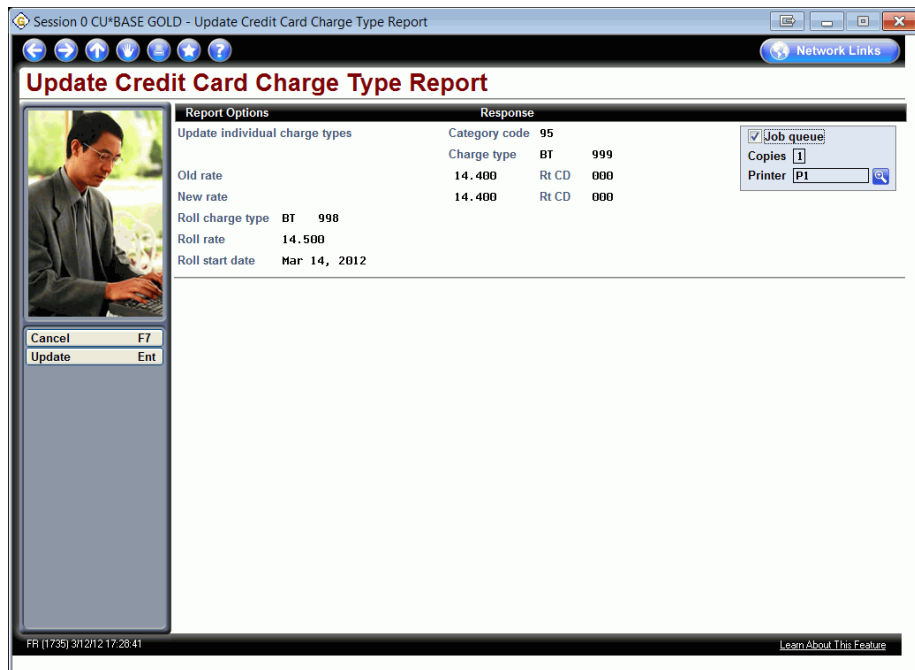 Session 0 CU*BASE GOLD - Update Credit Card Charge Type Report
Network Links
Update Credit Card Charge Type Report
Report Options Response
Update individual charge types Category code 95
Charge type BT 999
Old rate 14.400 Rt CD 000
New rate 14.400 Rt CD 000
Roll charge type BT 998
Roll rate 14.500
Roll start date Mar 14, 2012
Job queue
Copies 1
Printer P1
Cancel F7
Update Ent
FR (1735) 3/12/12 17:28:41
Learn About This Feature